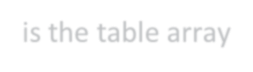 is the table array